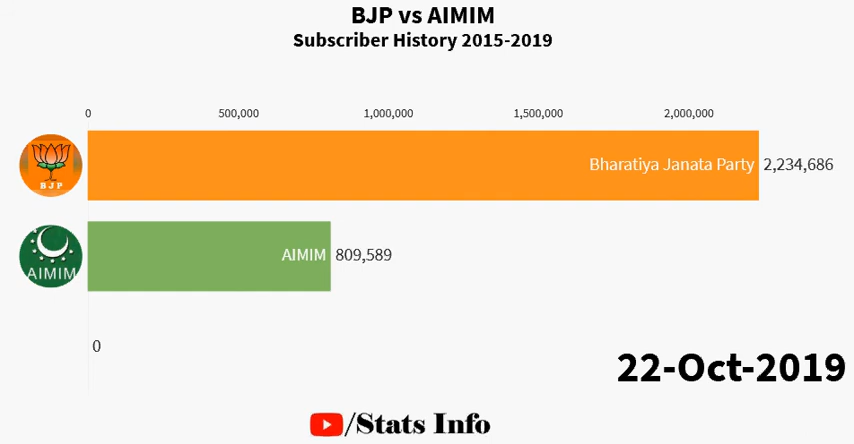 BJP vs AIMIM
Subscriber History 2015-2019
0 500,000 1,000,000 1,500,000 2,000,000
BJP
Bharatiya Janata Party 2,234,686
AIMIM
AIMIM 809,589
0
22-Oct-2019
/Stats Info